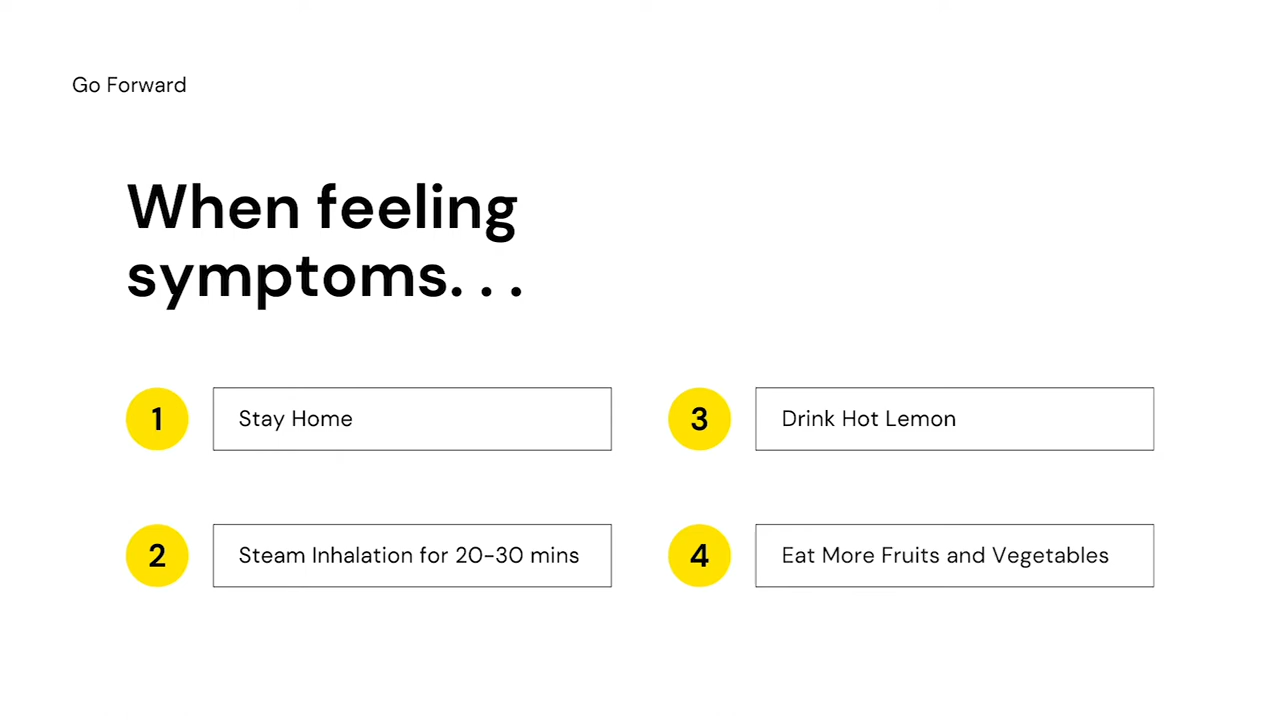 Go Forward
When feeling
symptoms. . .
1 Stay Home
2 Steam Inhalation for 20-30 mins
3 Drink Hot Lemon
4 Eat More Fruits and Vegetables